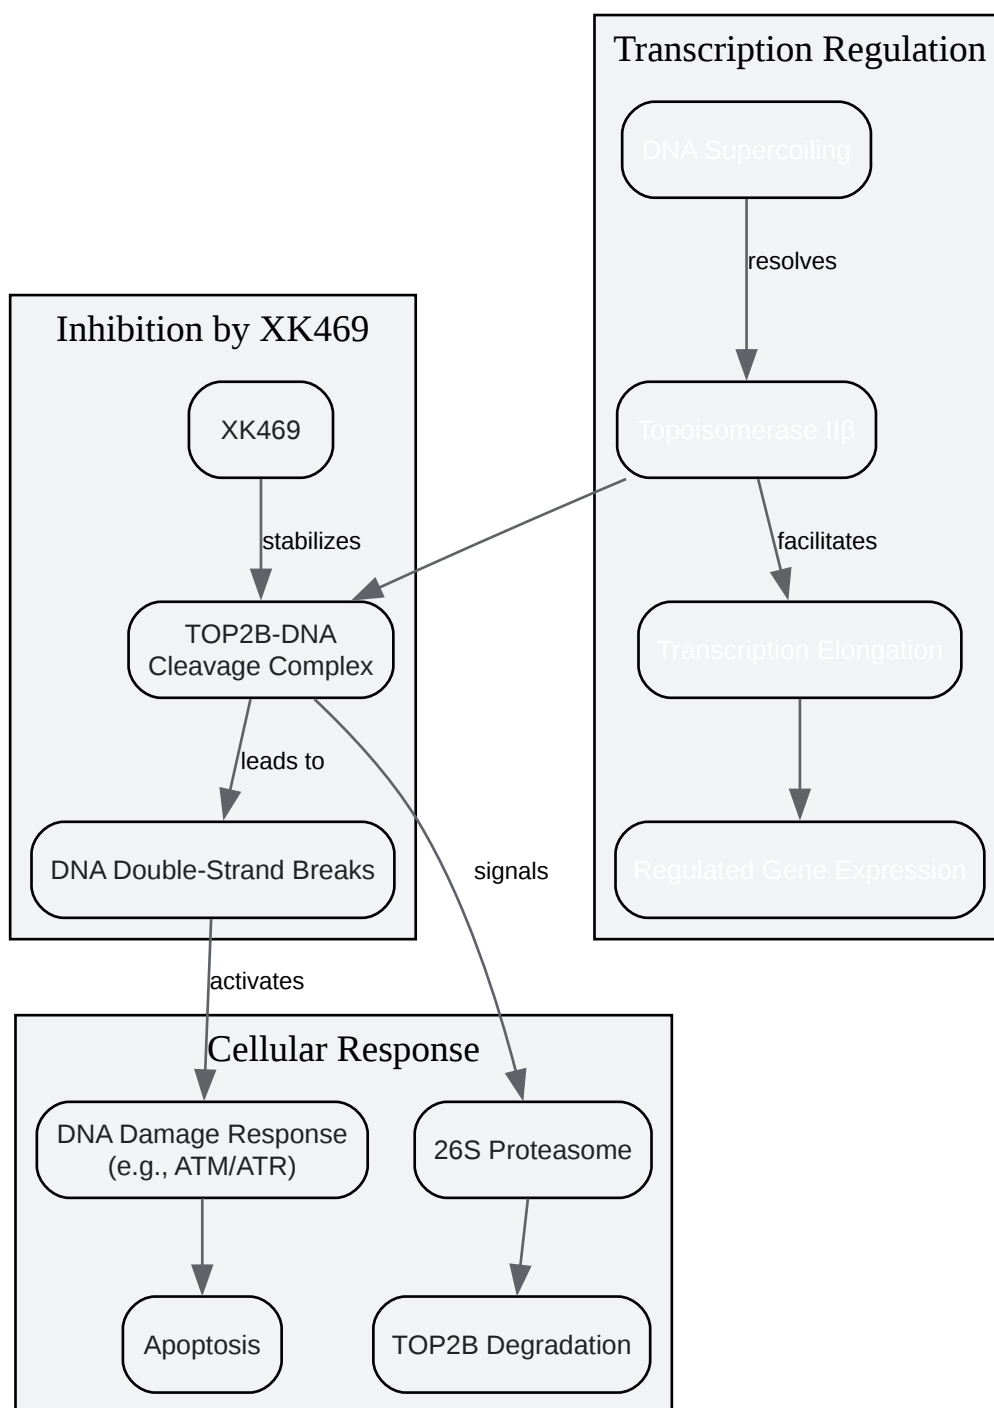 Transcription Regulation
DNA Supercoiling
resolves
Inhibition by XK469
XK469
Topoisomerase IIβ
stabilizes
facilitates
TOP2B-DNA
Cleavage Complex
Transcription Elongation
leads to
DNA Double-Strand Breaks
signals
Regulated Gene Expression
activates
Cellular Response
DNA Damage Response
(e.g., ATM/ATR)
26S Proteasome
Apoptosis
TOP2B Degradation